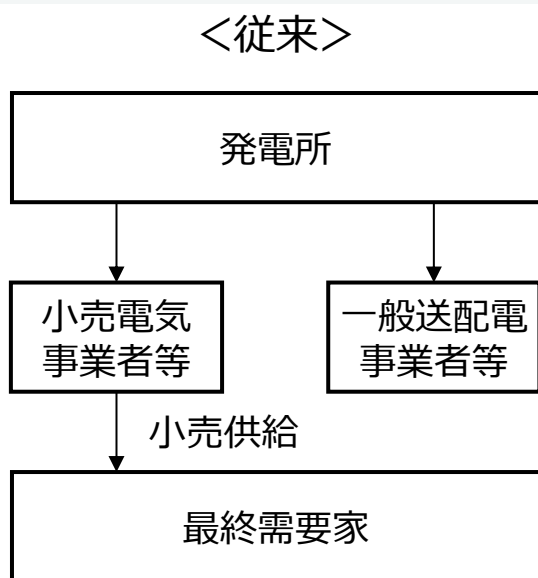 ＜従来＞
発電所
小売電気
事業者等
一般送配電
事業者等
小売供給
最終需要家